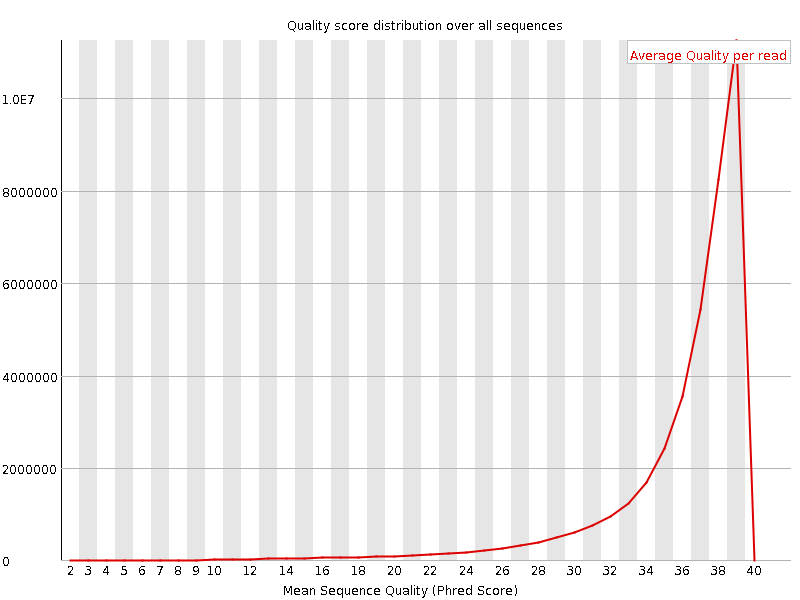 Quality score distribution over all sequences
Average Quality per read
1.0E7
8000000
6000000
4000000
2000000
0
2 3 4 5 6 7 8 9 10 12 14 16 18 20 22 24 26 28 30 32 34 36 38 40
Mean Sequence Quality (Phred Score)